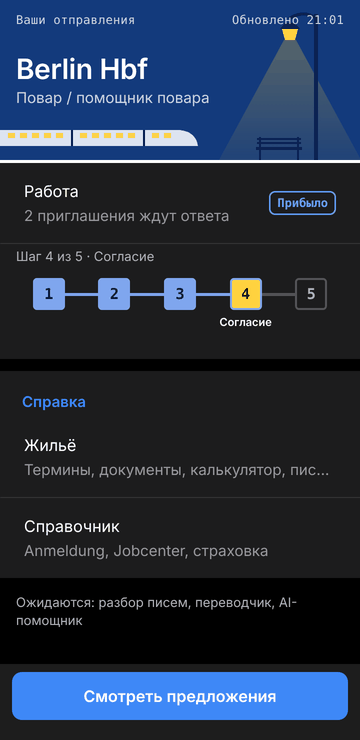 Ваши отправления
Обновлено 21:01
Berlin Hbf
Повар / помощник повара
Работа
2 приглашения ждут ответа
Прибыло
Шаг 4 из 5 · Согласие
1 2 3 4 5
Согласие
Справка
Жильё
Термины, документы, калькулятор, пис...
Справочник
Anmeldung, Jobcenter, страховка
Ожидаются: разбор писем, переводчик, AI-
помощник
Смотреть предложения